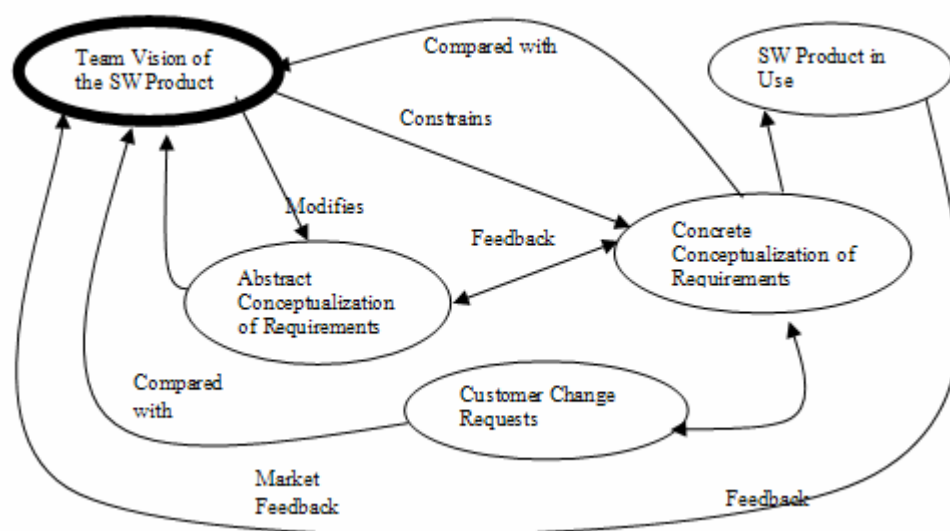 Team Vision of
the SW Product
Compared with
SW Product in
Use
Constrains
Modifies
Feedback
Concrete
Conceptualization of
Requirements
Abstract
Conceptualization
of Requirements
Compared
with
Customer Change
Requests
Market
Feedback
Feedback